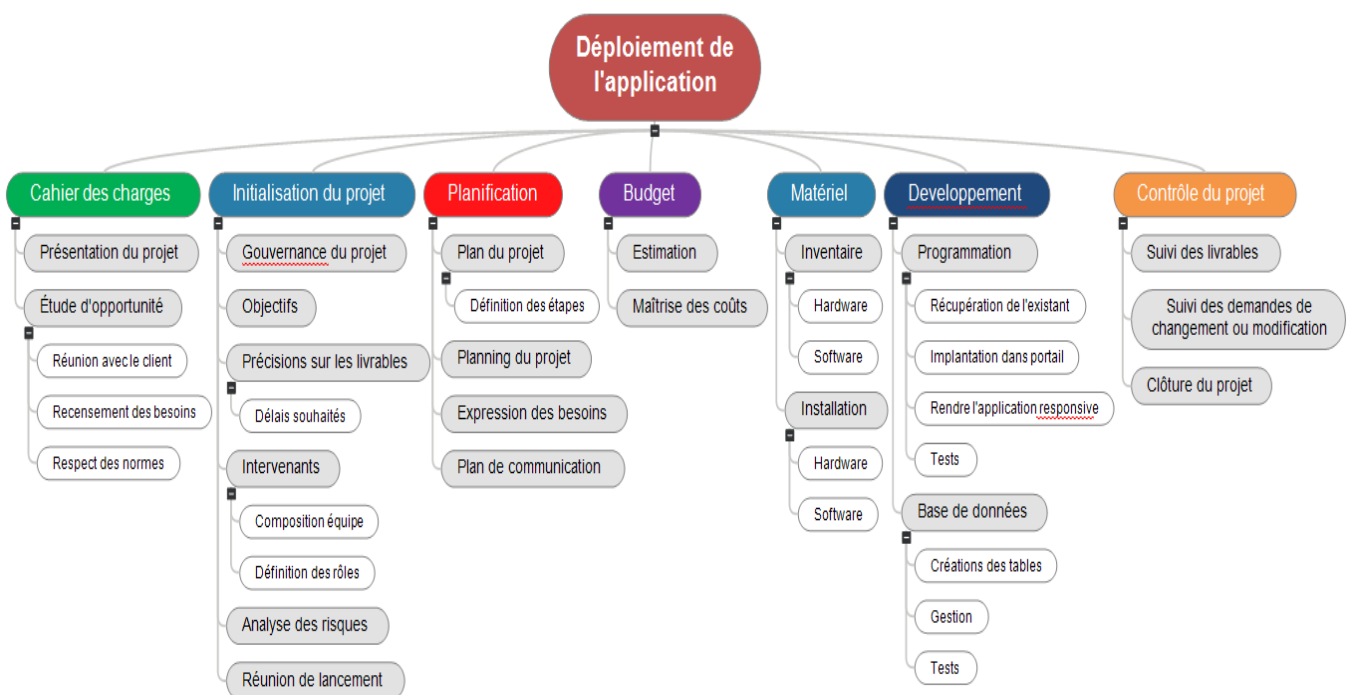 Déploiement de
l'application
Cahier des charges
Présentation du projet
Étude d'opportunité
Réunion avec le client
Recensement des besoins
Respect des normes
Initialisation du projet
Gouvernance du projet
Objectifs
Précisions sur les livrables
Délais souhaités
Intervenants
Composition équipe
Définition des rôles
Analyse des risques
Réunion de lancement
Planification
Plan du projet
Définition des étapes
Planning du projet
Expression des besoins
Plan de communication
Budget
Estimation
Maîtrise des coûts
Matériel
Inventaire
Hardware
Software
Installation
Hardware
Software
Developpement
Programmation
Récupération de l'existant
Implantation dans portail
Rendre l'application responsive
Tests
Base de données
Créations des tables
Gestion
Tests
Contrôle du projet
Suivi des livrables
Suivi des demandes de
changement ou modification
Clôture du projet